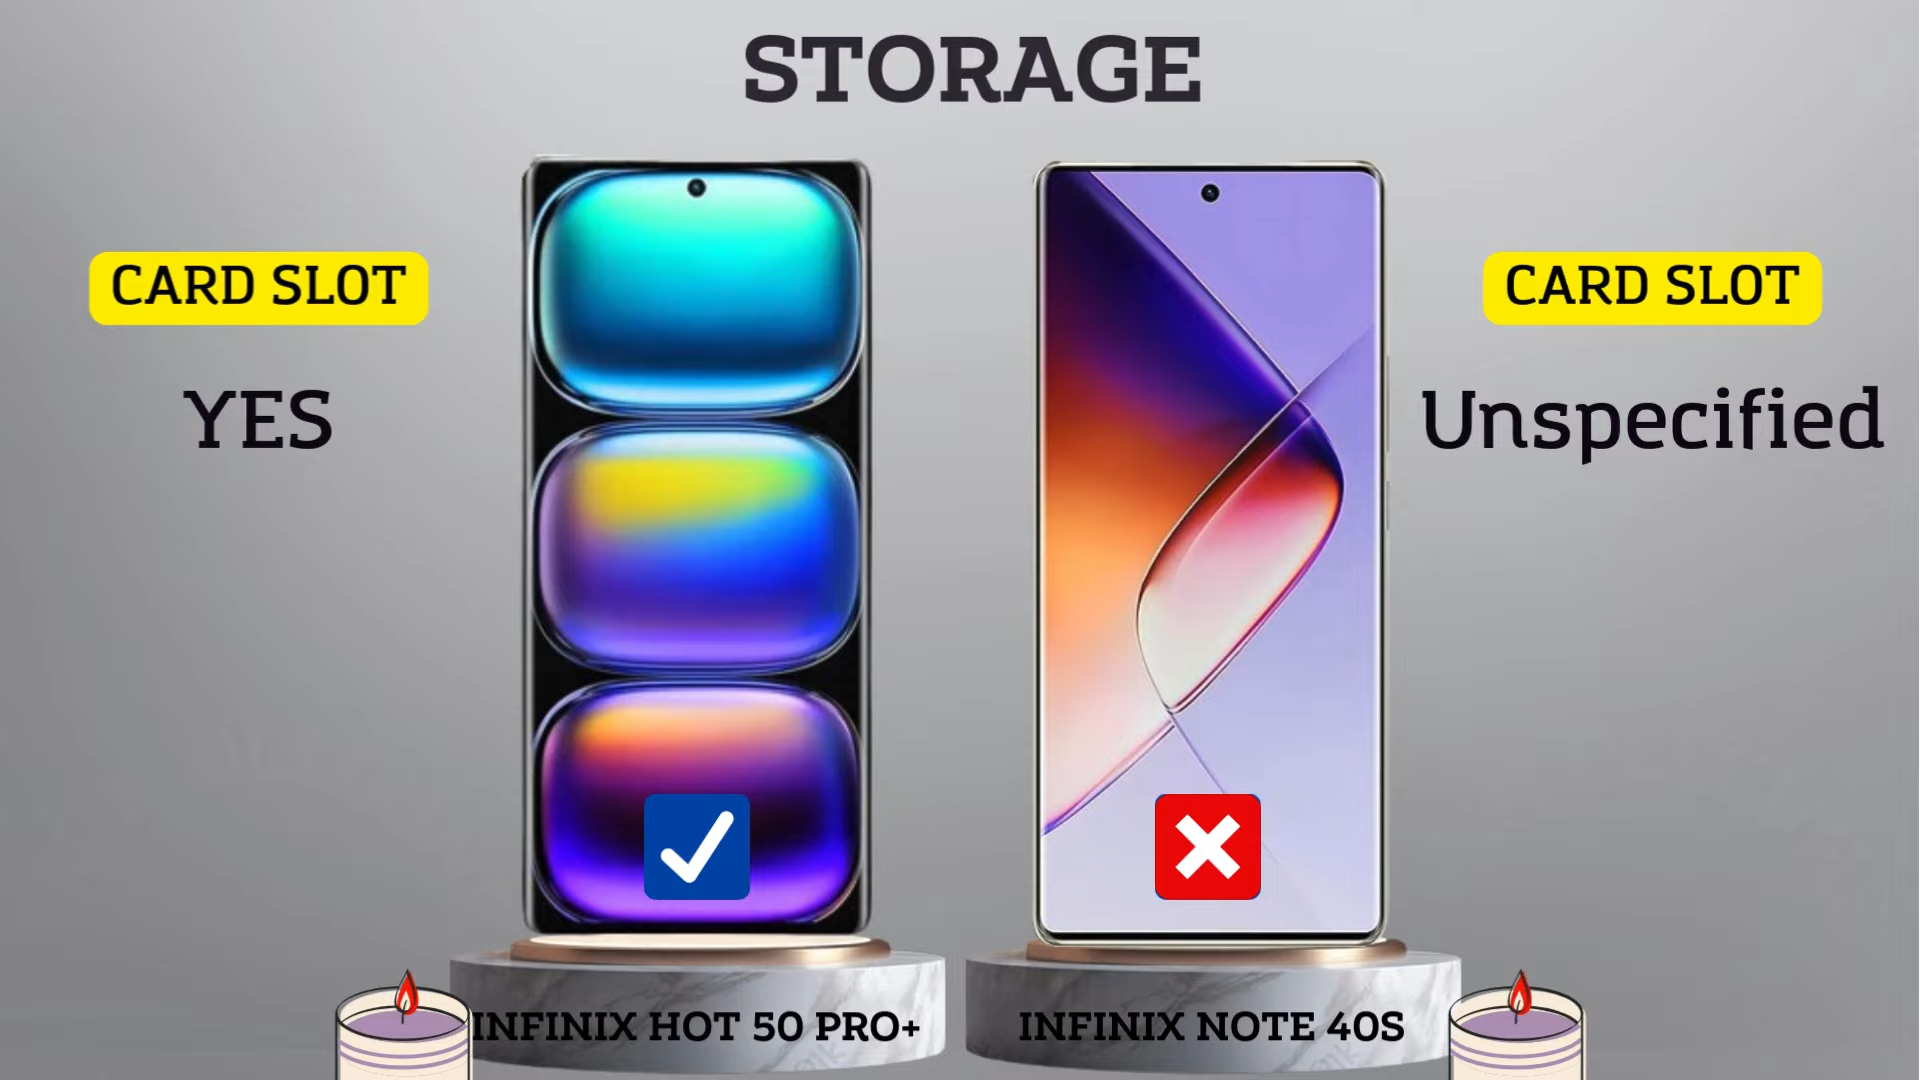 STORAGE
CARD SLOT
YES
CARD SLOT
Unspecified
INFINIX HOT 50 PRO+
INFINIX NOTE 40S